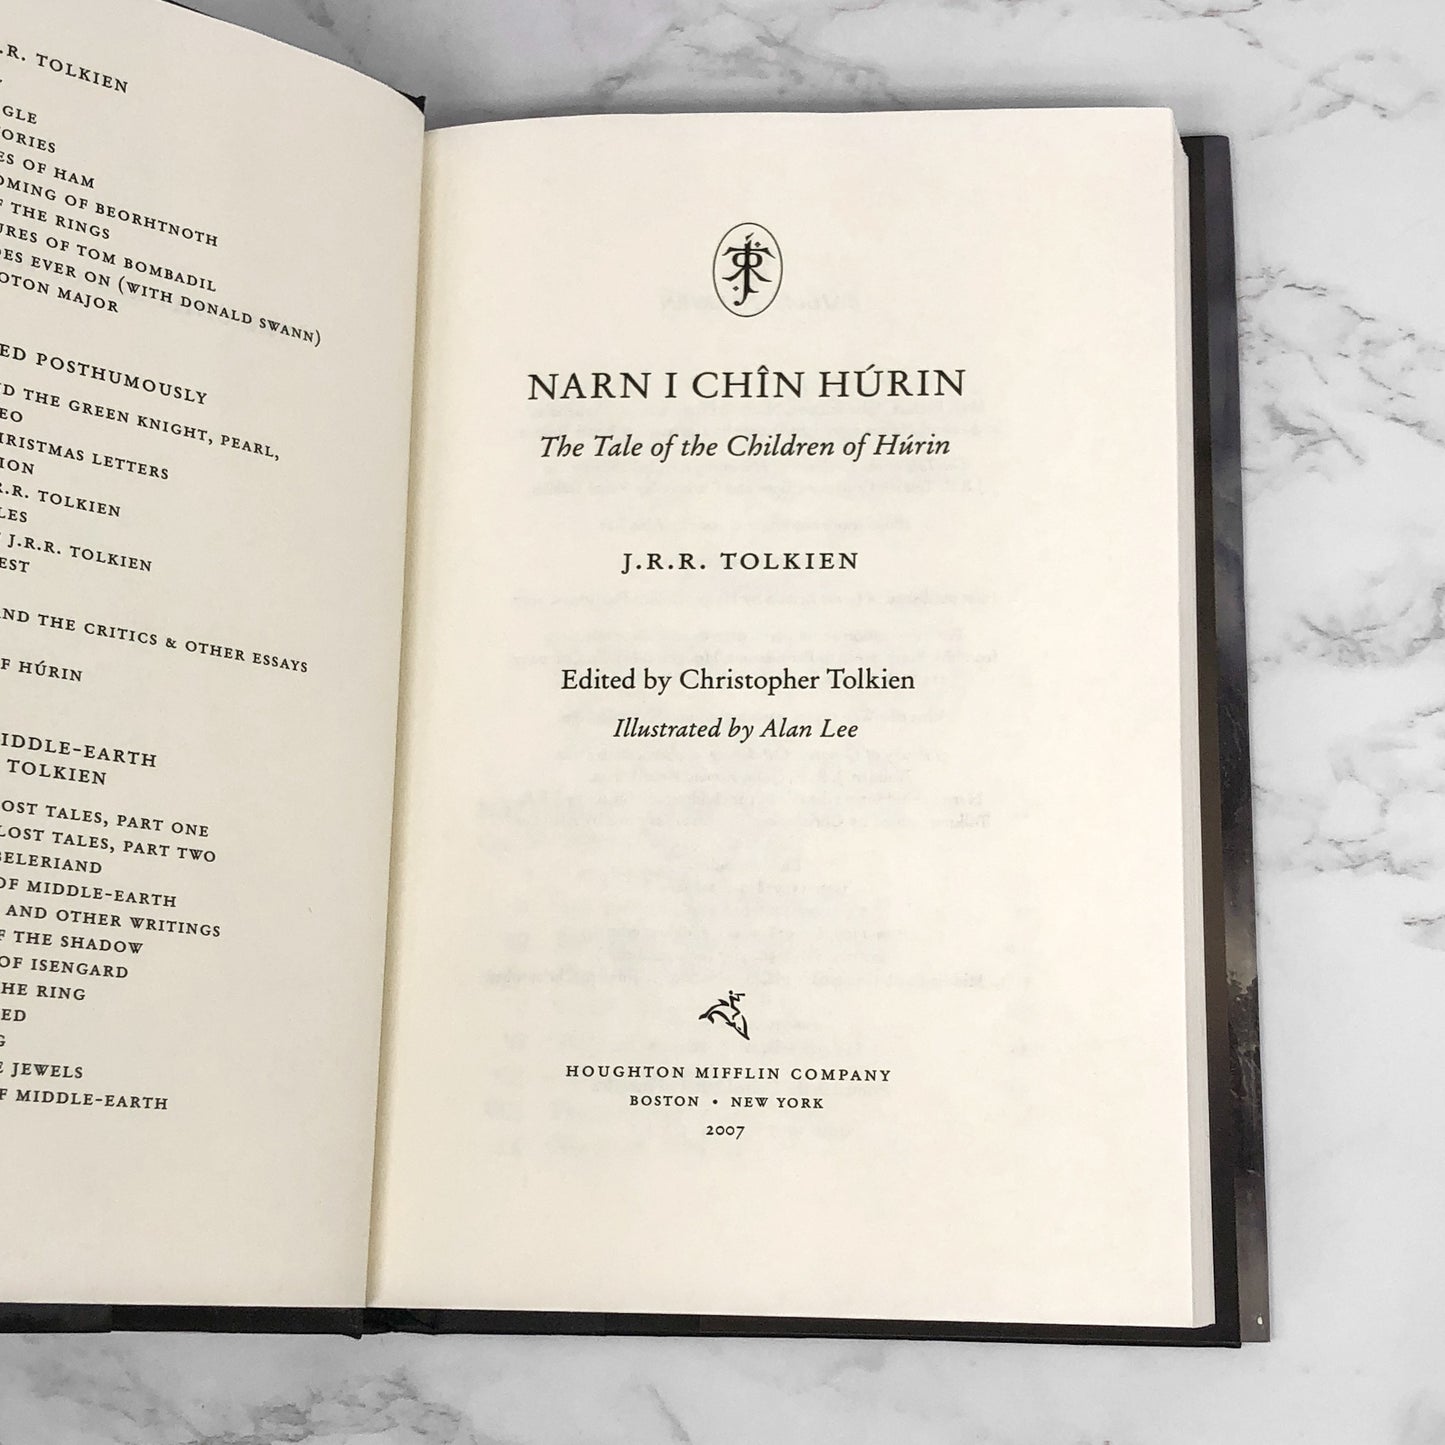 .R. TOLKIEN
GLE
ORIES
ES OF HAM
OMING OF BEORHTNOTH
F THE RINGS
URES OF TOM BOMBADIL
OES EVER ON (WITH DONALD SWANN)
OTON MAJOR
ED POSTHUMOUSLY
ND THE GREEN KNIGHT, PEARL,
EO
HRISTMAS LETTERS
ION
R.R. TOLKIEN
LES
J.R.R. TOLKIEN
EST
AND THE CRITICS & OTHER ESSAYS
F HÚRIN
IDDLE-EARTH
TOLKIEN
OST TALES, PART ONE
LOST TALES, PART TWO
BELERIAND
OF MIDDLE-EARTH
AND OTHER WRITINGS
F THE SHADOW
OF ISENGARD
HE RING
ED
G
E JEWELS
F MIDDLE-EARTH
NARN I CHÎN HÚRIN
The Tale of the Children of Húrin
J.R.R. TOLKIEN
Edited by Christopher Tolkien
Illustrated by Alan Lee
HOUGHTON MIFFLIN COMPANY
BOSTON • NEW YORK
2007